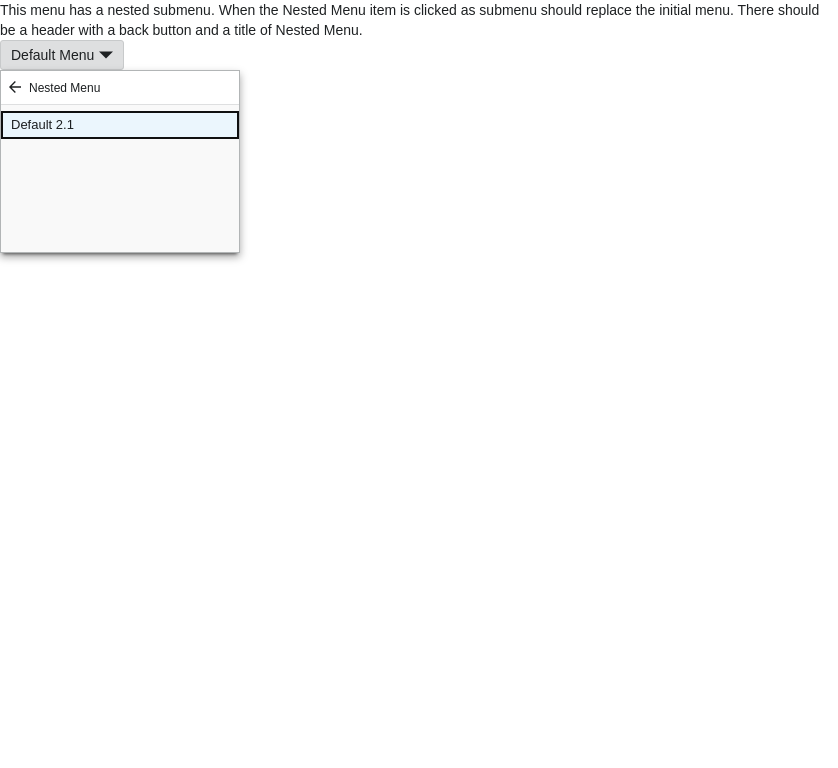 This menu has a nested submenu. When the Nested Menu item is clicked as submenu should replace the initial menu. There should
be a header with a back button and a title of Nested Menu.
Default Menu
Nested Menu
Default 2.1